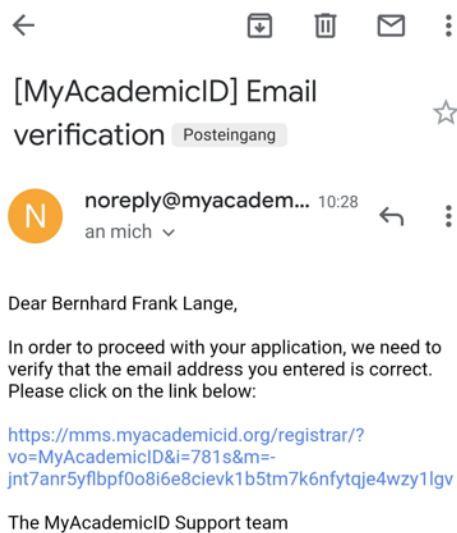 [MyAcademicID] Email
verification Posteingang
N
noreply@myacadem... 10:28
an mich
Dear Bernhard Frank Lange,
In order to proceed with your application, we need to
verify that the email address you entered is correct.
Please click on the link below:
https://mms.myacademicid.org/registrar/?
vo=MyAcademicID&i=781s&m=-
jnt7anr5yflbpf0o8i6e8cievk1b5tm7k6nfytqje4wzy1lgv
The MyAcademicID Support team